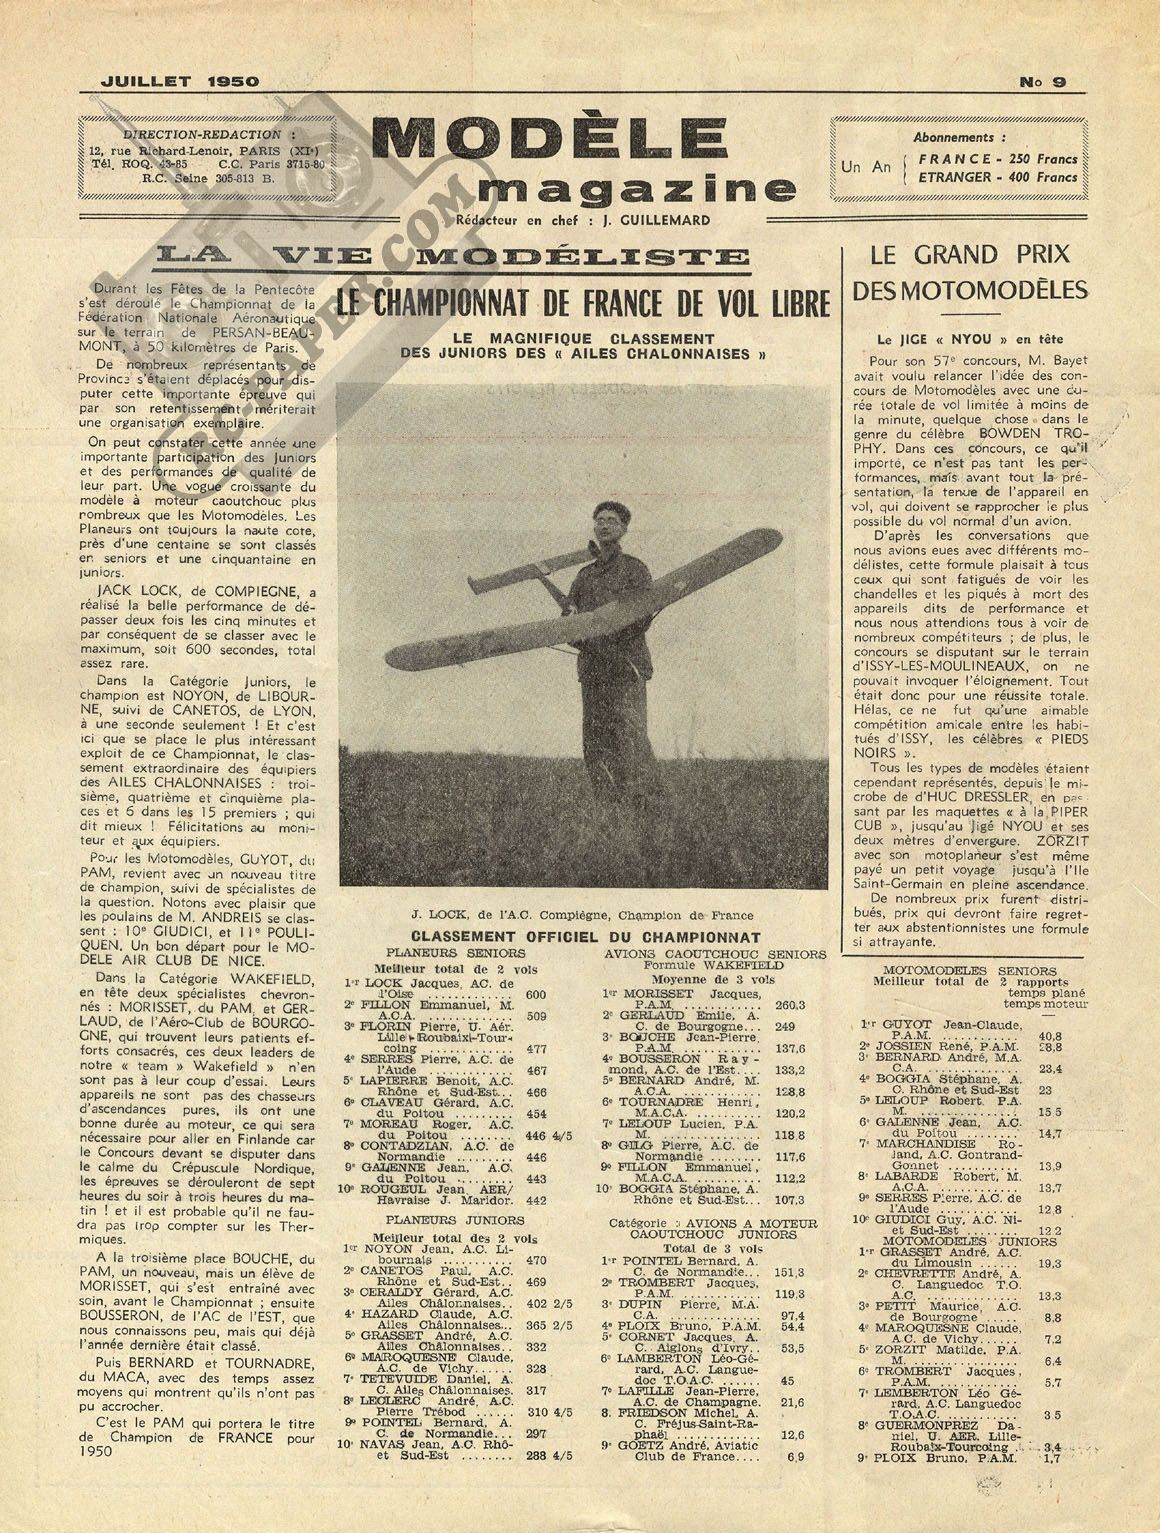 JUILLET 1950
No 9
DIRECTION-REDACTION :
12, rue Richard-Lenoir, PARIS (XIe)
Tél. ROQ. 43-85 C.C. Paris 3715-80
R.C. Seine 305-813 B.
MODÈLE
magazine
Rédacteur en chef : J. GUILLEMARD
Abonnements :
Un An
FRANCE - 250 Francs
ETRANGER - 400 Francs
BC-PAPER.COM
LA VIE MODÉLISTE
Durant les Fêtes de la Pentecôte
s'est déroulé le Championnat de la
Fédération Nationale Aéronautique
sur le terrain de PERSAN-BEAU-
MONT, à 50 kilomètres de Paris.
De nombreux représentants de
Province s'étaient déplacés pour dis-
puter cette importante épreuve qui
par son retentissement mériterait
une organisation exemplaire.
On peut constater cette année une
importante participation des Juniors
et des performances de qualité de
leur part. Une vogue croissante du
modèle à moteur caoutchouc plus
nombreux que les Motomodèles. Les
Planeurs ont toujours la haute cote,
près d'une centaine se sont classés
en seniors et une cinquantaine en
juniors.
JACK LOCK, de COMPIEGNE, a
réalisé la belle performance de dé-
passer deux fois les cinq minutes et
par conséquent de se classer avec le
maximum, soit 600 secondes, total
assez rare.
Dans la Catégorie Juniors, le
champion est NOYON, de LIBOUR-
NE, suivi de CANETOS, de LYON,
à une seconde seulement ! Et c'est
ici que se place le plus intéressant
exploit de ce Championnat, le clas-
sement extraordinaire des équipiers
des AILES CHALONNAISES : troi-
sième, quatrième et cinquième pla-
ces et 6 dans les 15 premiers ; qui
dit mieux ! Félicitations au moni-
teur et aux équipiers.
Pour les Motomodèles, GUYOT, du
PAM, revient avec un nouveau titre
de champion, suivi de spécialistes de
la question. Notons avec plaisir que
les poulains de M. ANDREIS se clas-
sent : 10e GIUDICI, et 11e POULI-
QUEN. Un bon départ pour le MO-
DELE AIR CLUB DE NICE.
Dans la Catégorie WAKEFIELD,
en tête deux spécialistes chevron-
nés : MORISSET, du PAM, et GER-
LAUD, de l'Aéro-Club de BOURGO-
GNE, qui trouvent leurs patients ef-
forts consacrés, ces deux leaders de
notre « team » Wakefield » n'en
sont pas à leur coup d'essai. Leurs
appareils ne sont pas des chasseurs
d'ascendances pures, ils ont une
bonne durée au moteur, ce qui sera
nécessaire pour aller en Finlande car
le Concours devant se disputer dans
le calme du Crépuscule Nordique,
les épreuves se dérouleront de sept
heures du soir à trois heures du ma-
tin ! et il est probable qu'il ne fau-
dra pas trop compter sur les Ther-
miques.
A la troisième place BOUCHE, du
PAM, un nouveau, mais un élève de
MORISSET, qui s'est entraîné avec
soin, avant le Championnat ; ensuite
BOUSSERON, de l'AC de l'EST, que
nous connaissons peu, mais qui déjà
l'année dernière était classé.
Puis BERNARD et TOURNADRE,
du MACA, avec des temps assez
moyens qui montrent qu'ils n'ont pas
pu accrocher.
C'est le PAM qui portera le titre
de Champion de FRANCE pour
1950
LE CHAMPIONNAT DE FRANCE DE VOL LIBRE
LE MAGNIFIQUE CLASSEMENT
DES JUNIORS DES « AILES CHALONNAISES »
J. LOCK, de l'A.C. Compiègne, Champion de France
CLASSEMENT OFFICIEL DU CHAMPIONNAT
PLANEURS SENIORS
Meilleur total de 2 vols
1er LOCK Jacques, AC. de
l'Oise ............ 600
2e FILLON Emmanuel, M.
A.C.A. ............ 509
3e FLORIN Pierre, U. Aér.
Lille-Roubaixi-Tour-
coing ............ 477
4e SERRES Pierre, A.C. de
l'Aude ............ 467
5e LAPIERRE Benoit, A.C.
Rhône et Sud-Est... 466
6e CLAVEAU Gérard, A.C.
du Poitou ......... 454
7e MOREAU Roger, A.C.
du Poitou ......... 446 4/5
8e CONTADZIAN, A.C. de
Normandie ......... 446
9e GALENNE Jean, A.C.
du Poitou ......... 443
10e ROUGEUL Jean AER/
Havraise J. Maridor. 442
PLANEURS JUNIORS
Meilleur total des 2 vols
1er NOYON Jean, A.C. Li-
bournais .......... 470
2e CANETOS Paul, A.C.
Rhône et Sud-Est.. 469
3e CERALDY Gérard, A.C.
Ailes Châlonnaises.. 402 2/5
4e HAZARD Claude, A.C.
Ailes Châlonnaises.. 365 2/5
5e GRASSET André, A.C.
Ailes Châlonnaises.. 332
6e MAROQUESNE Claude,
A.C. de Vichy...... 328
7e TETEVUIDE Daniel, A.
C. Ailes Châlonnaises. 317
8e LECLERC André, A.C.
Pierre Trébod ...... 310 4/5
9e POINTEL Bernard, A.
C. de Normandie... 297
10e NAVAS Jean, A.C. Rhô-
et Sud-Est ........ 288 4/5
AVIONS CAOUTCHOUC SENIORS
Formule WAKEFIELD
Moyenne de 3 vols
1er MORISSET Jacques,
P.A.M. ............ 260,3
2e GERLAUD Emile, A.
C. de Bourgogne... 249
3e BOUCHE Jean-Pierre,
P.A.M. ............ 137,6
4e BOUSSERON Ray-
mond, A.C. de l'Est.... 133,2
5e BERNARD André, M.
A.C.A. ............ 128,8
6e TOURNADRE Henri,
M.A.C.A. .......... 120,2
7e LELOUP Lucien, P.A.
M. ................ 118,8
8e GILG Pierre, A.C. de
Normandie ......... 117,6
9e FILLION Emmanuel,
M.A.C.A. .......... 112,2
10e BOGGIA Stéphane, A.
Rhône et Sud-Est... 107,3
Catégorie : AVIONS A MOTEUR
CAOUTCHOUC JUNIORS
Total de 3 vols
1er POINTEL Bernard, A.
C. de Normandie... 151,3
2e TROMBERT Jacques,
P.A.M. ............ 119,3
3e DUPIN Pierre, M.A.
C.A. .............. 97,4
4e PLOIX Bruno, P.A.M. 54,4
5e CORNET Jacques, A.
C. Aiglons d'Ivry.. 53,5
6e LAMBERTON Léo-Gé-
rard, A.C. Langue-
doc T.O.A.C. ...... 45
7e LAFILLE Jean-Pierre,
A.C. de Champagne. 21,6
8. FRIEDSON Michel, A.
C. Fréjus-Saint-Ra-
phaël ............. 12,6
9e GOETZ André, Aviatic
Club de France.... 6,9
LE GRAND PRIX
DES MOTOMODÈLES
Le JIGE « NYOU » en tête
Pour son 57e concours, M. Bayet
avait voulu relancer l'idée des con-
cours de Motomodèles avec une du-
rée totale de vol limitée à moins de
la minute, quelque chose dans le
genre du célèbre BOWDEN TRO-
PHY. Dans ces concours, ce qu'il
importé, ce n'est pas tant les per-
formances, mais avant tout la pré-
sentation, la tenue de l'appareil en
vol, qui doivent se rapprocher le plus
possible du vol normal d'un avion.
D'après les conversations que
nous avions eues avec différents mo-
délistes, cette formule plaisait à tous
ceux qui sont fatigués de voir les
chandelles et les piqués à mort des
appareils dits de performance et
nous nous attendions tous à voir de
nombreux compétiteurs ; de plus, le
concours se disputant sur le terrain
d'ISSY-LES-MOULINEAUX, on ne
pouvait invoquer l'éloignement. Tout
était donc pour une réussite totale.
Hélas, ce ne fut qu'une aimable
compétition amicale entre les habi-
tués d'ISSY, les célèbres « PIEDS
NOIRS ».
Tous les types de modèles étaient
cependant représentés, depuis le mi-
crobe de d'HUC DRESSLER, en pas-
sant par les maquettes « à la PIPER
CUB », jusqu'au Jigé NYOU et ses
deux mètres d'envergure. ZORZIT
avec son motoplaneur s'est même
payé un petit voyage jusqu'à l'Ile
Saint-Germain en pleine ascendance.
De nombreux prix furent distri-
bués, prix qui devront faire regret-
ter aux abstentionnistes une formule
si attrayante.
MOTOMODELES SENIORS
Meilleur total de 2 rapports
temps plané
temps moteur
1er GUYOT Jean-Claude,
P.A.M. ............ 40,8
2e JOSSIEN René, P.A.M. 28,8
3e BERNARD André, M.A.
C.A. .............. 23,4
4e BOGGIA Stéphane, A.
C. Rhône et Sud-Est 23
5e LELOUP Robert, P.A.
M. ................ 15 5
6e GALENNE Jean, A.C.
du Poitou ......... 14,7
7e MARCHANDISE Ro-
land, A.C. Gontrand-
Gonnet ............ 13,9
8e LABARDE Robert, M.
A.C.A. ............ 13,7
9e SERRES Pierre, A.C. de
l'Aude ............ 12,8
10e GIUDICI Guy, A.C. Ni-
et Sud-Est ........ 12 2
MOTOMODELES JUNIORS
1er GRASSET André, A.C.
du Limousin ...... 19,3
2e CHEVRETTE André, A.
C. Languedoc T.O.
A.C. .............. 13,3
3e PETIT Maurice, A.C.
de Bourgogne ..... 8,8
4e MAROQUESNE Claude,
A.C. de Vichy...... 7,2
5e ZORZIT Matilde, P.A.
M. ................ 6,4
6e TROMBERT Jacques,
P.A.M. ............ 5,7
7e LEMBERTON Léo Gé-
rard, A.C. Languedoc
T.O.A.C. .......... 3 5
8e GUERMONPREZ Da-
niel, U. AER. Lille-
Roubaix-Tourcoing ... 3,4
9e PLOIX Bruno, P.A.M. 1,7